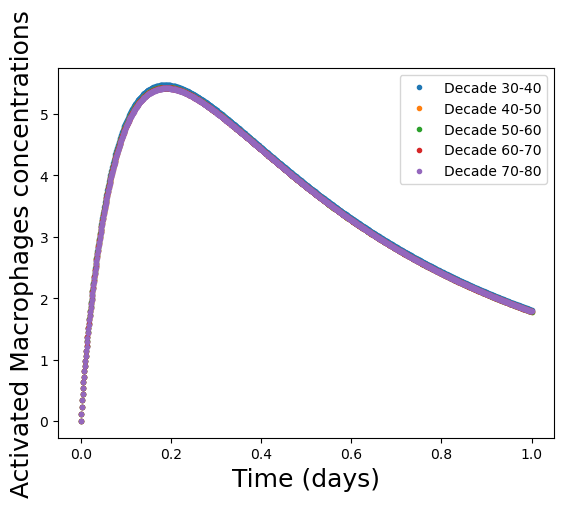 Activated Macrophages concentrations
5
4
3
2
1
0
0.0 0.2 0.4 0.6 0.8 1.0
Time (days)
Decade 30-40
Decade 40-50
Decade 50-60
Decade 60-70
Decade 70-80